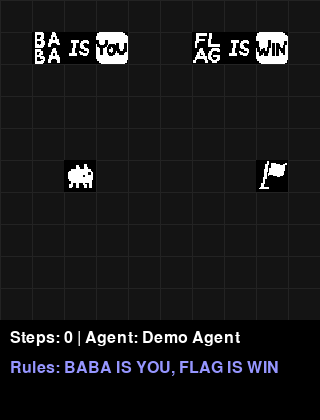 BABA IS YOU FLAG IS WIN
Steps: 0 | Agent: Demo Agent
Rules: BABA IS YOU, FLAG IS WIN